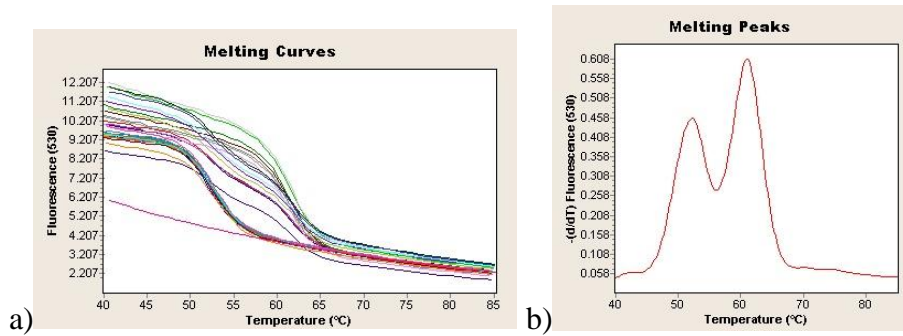 a)
Melting Curves
Fluorescence (530)
12.207
11.207
10.207
9.207
8.207
7.207
6.207
5.207
4.207
3.207
2.207
40 45 50 55 60 65 70 75 80 85
Temperature (°C)
b)
Melting Peaks
-(d/dT) Fluorescence (530)
0.608
0.558
0.508
0.458
0.408
0.358
0.308
0.258
0.208
0.158
0.108
0.058
40 50 60 70 80
Temperature (°C)